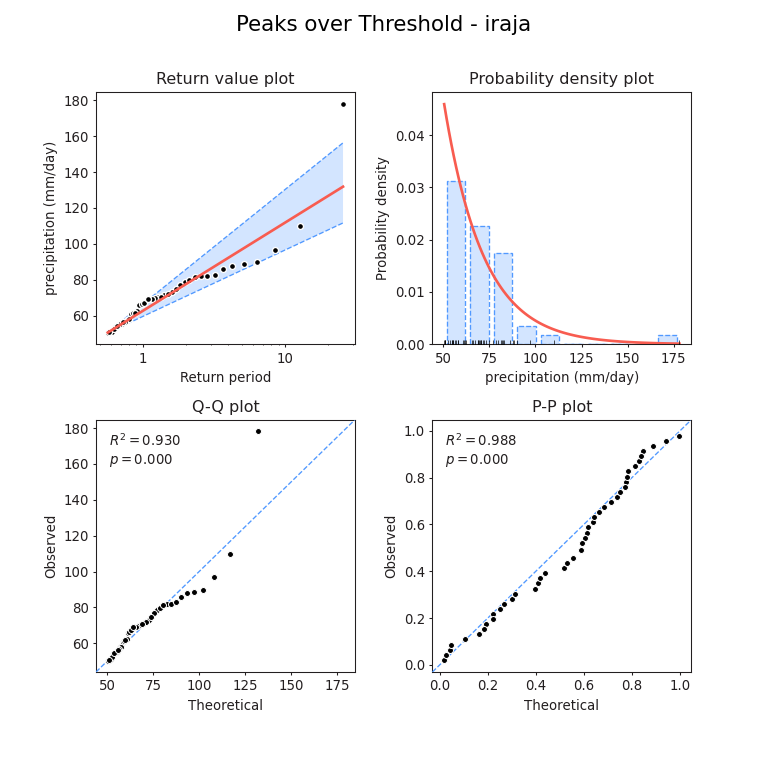 Peaks over Threshold - iraja
Return value plot
180
160
140
120
100
80
60
precipitation (mm/day)
1
10
Return period
Probability density plot
0.04
0.03
0.02
0.01
0.00
Probability density
50
75
100
125
150
175
precipitation (mm/day)
Q-Q plot
R² = 0.930
p = 0.000
180
160
140
120
100
80
60
Observed
50
75
100
125
150
175
Theoretical
P-P plot
R² = 0.988
p = 0.000
1.0
0.8
0.6
0.4
0.2
0.0
Observed
0.0
0.2
0.4
0.6
0.8
1.0
Theoretical